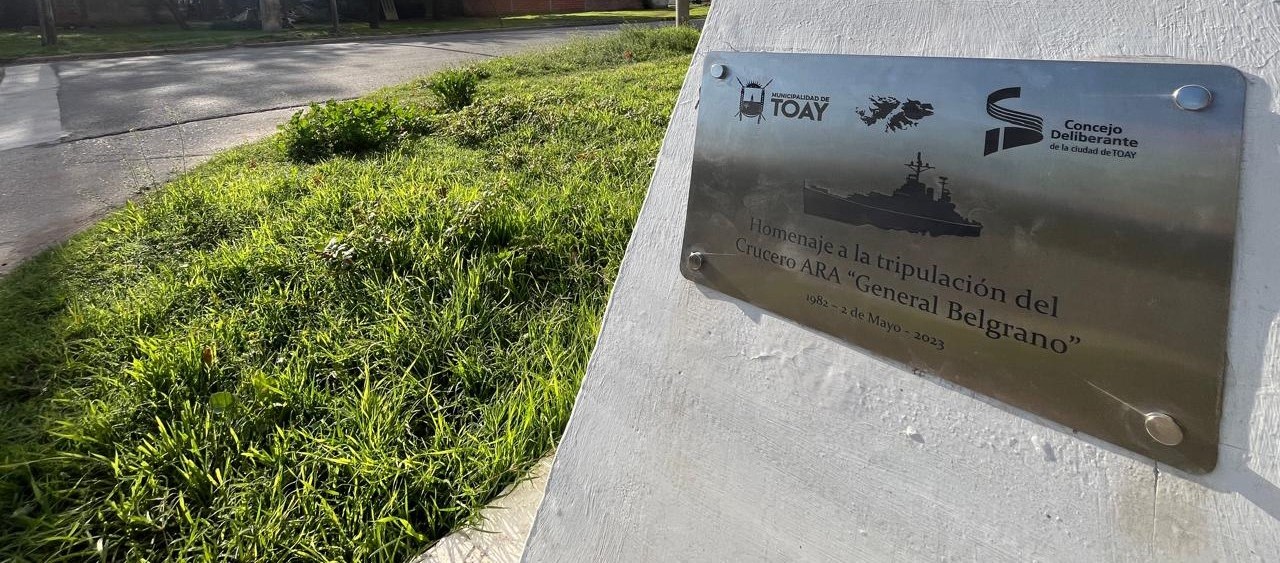 MUNICIPALIDAD DE
TOAY
Concejo
Deliberante
de la ciudad de TOAY
Homenaje a la tripulación del
Crucero ARA “General Belgrano”
1982 – 2 de Mayo - 2023